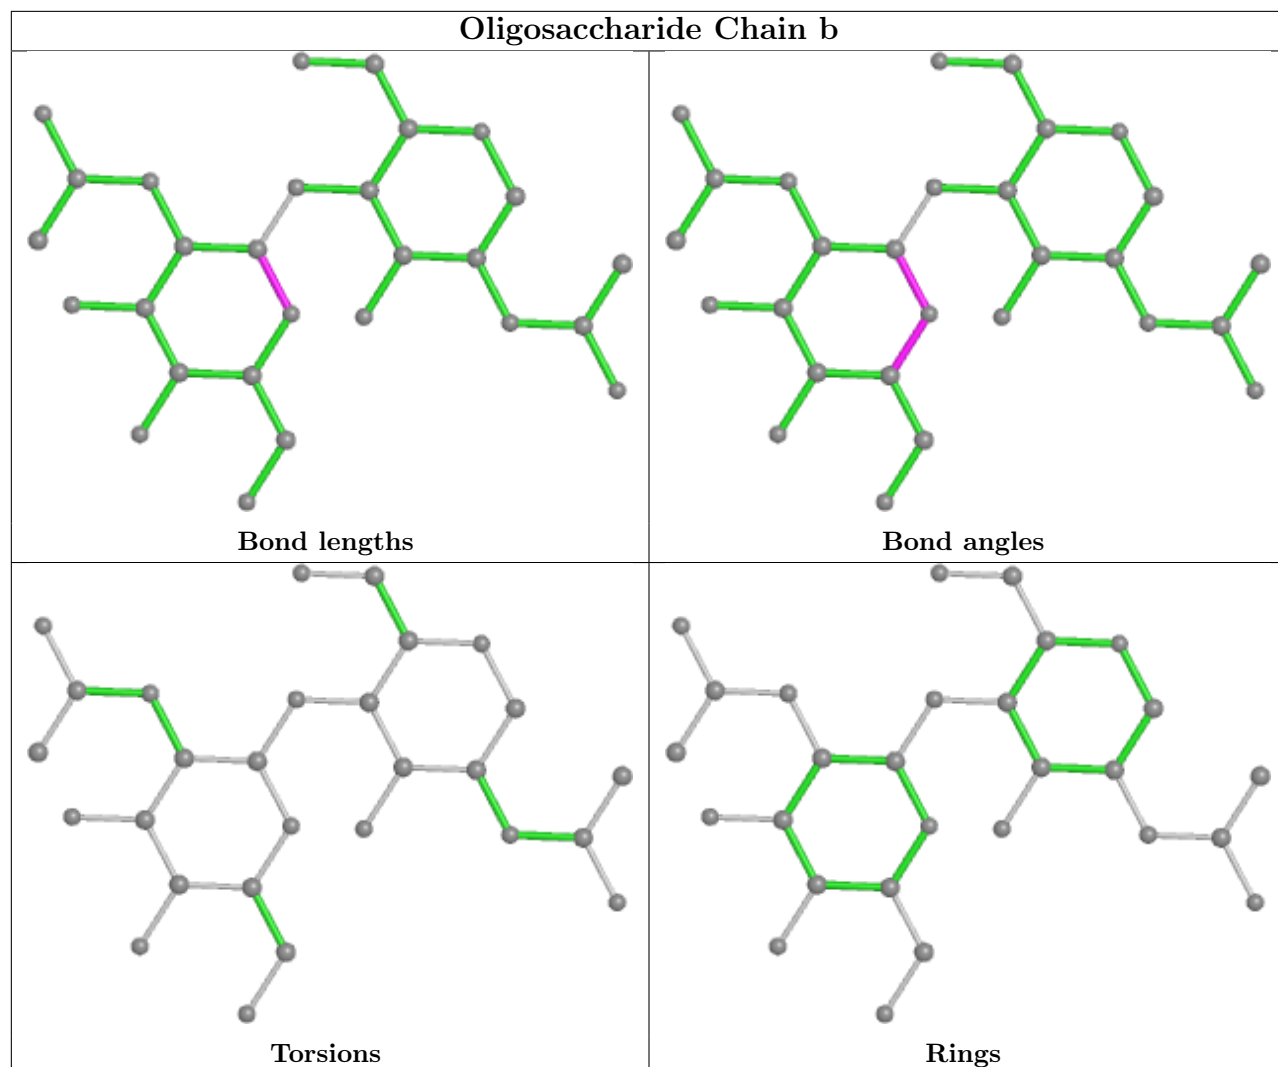 Oligosaccharide Chain b
Bond lengths
Bond angles
Torsions
Rings